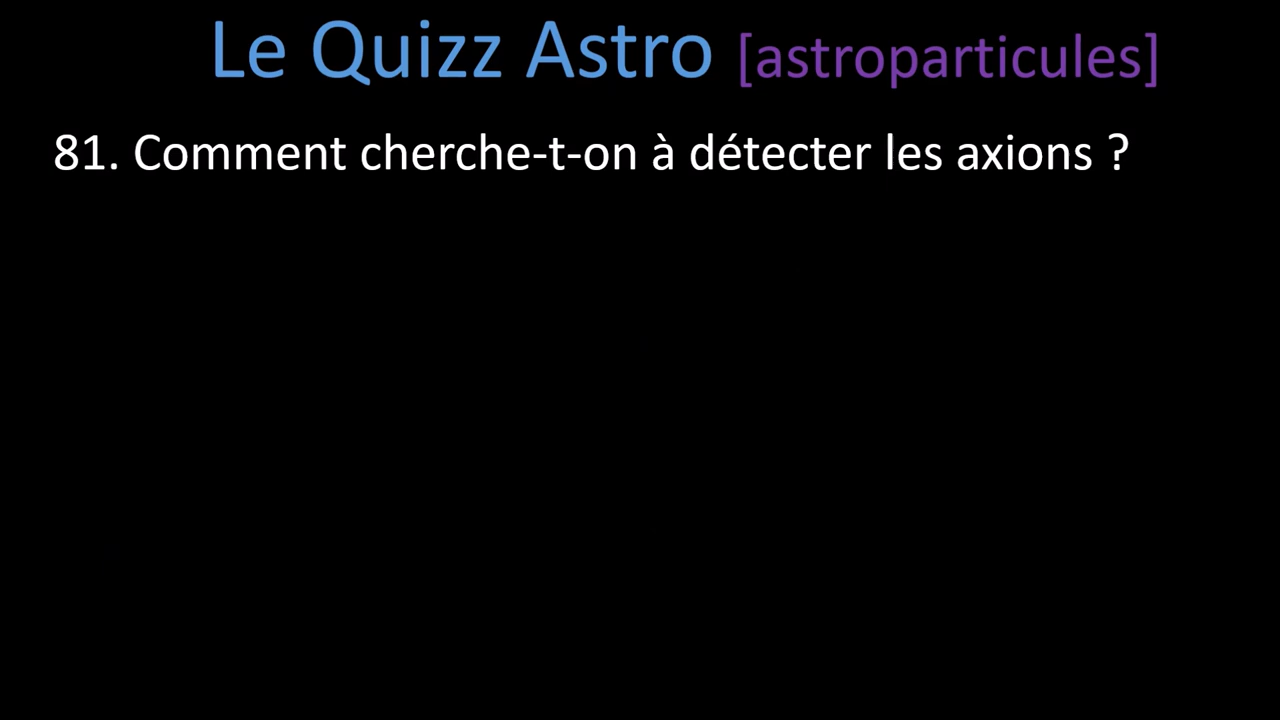 Le Quizz Astro [astroparticules]
81. Comment cherche-t-on à détecter les axions ?